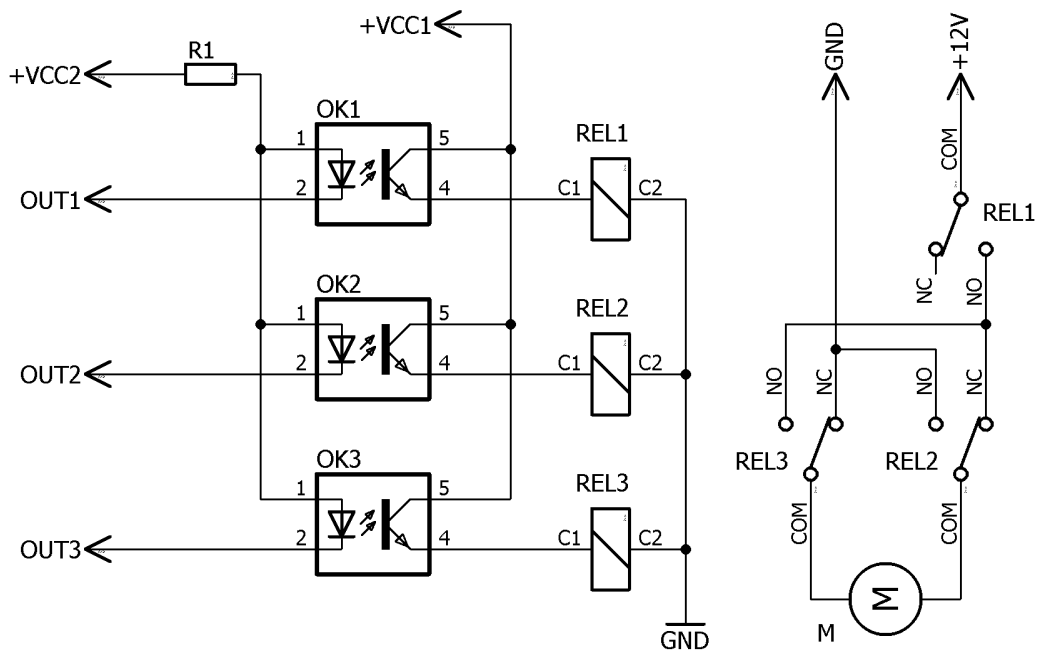 +VCC1
R1
+VCC2
OK1
1
5
2
4
OUT1
REL1
C1
C2
OK2
1
5
2
4
OUT2
REL2
C1
C2
OK3
1
5
2
4
OUT3
REL3
C1
C2
GND
GND
+12V
COM
REL1
NC
NO
NO
NC
NO
NC
REL3
REL2
COM
COM
M
M